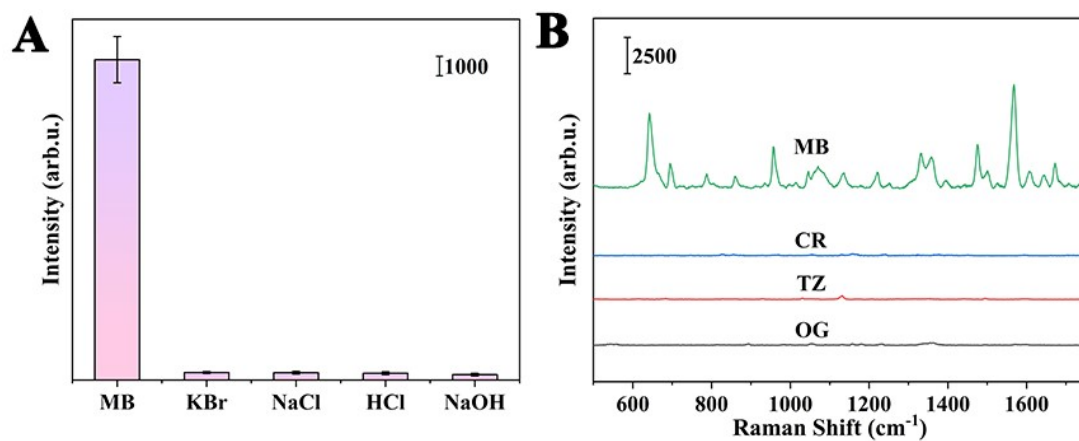 A
Intensity (arb.u.)
1000
MB KBr NaCl HCl NaOH
B
Intensity (arb.u.)
2500
MB
CR
TZ
OG
600 800 1000 1200 1400 1600
Raman Shift (cm⁻¹)